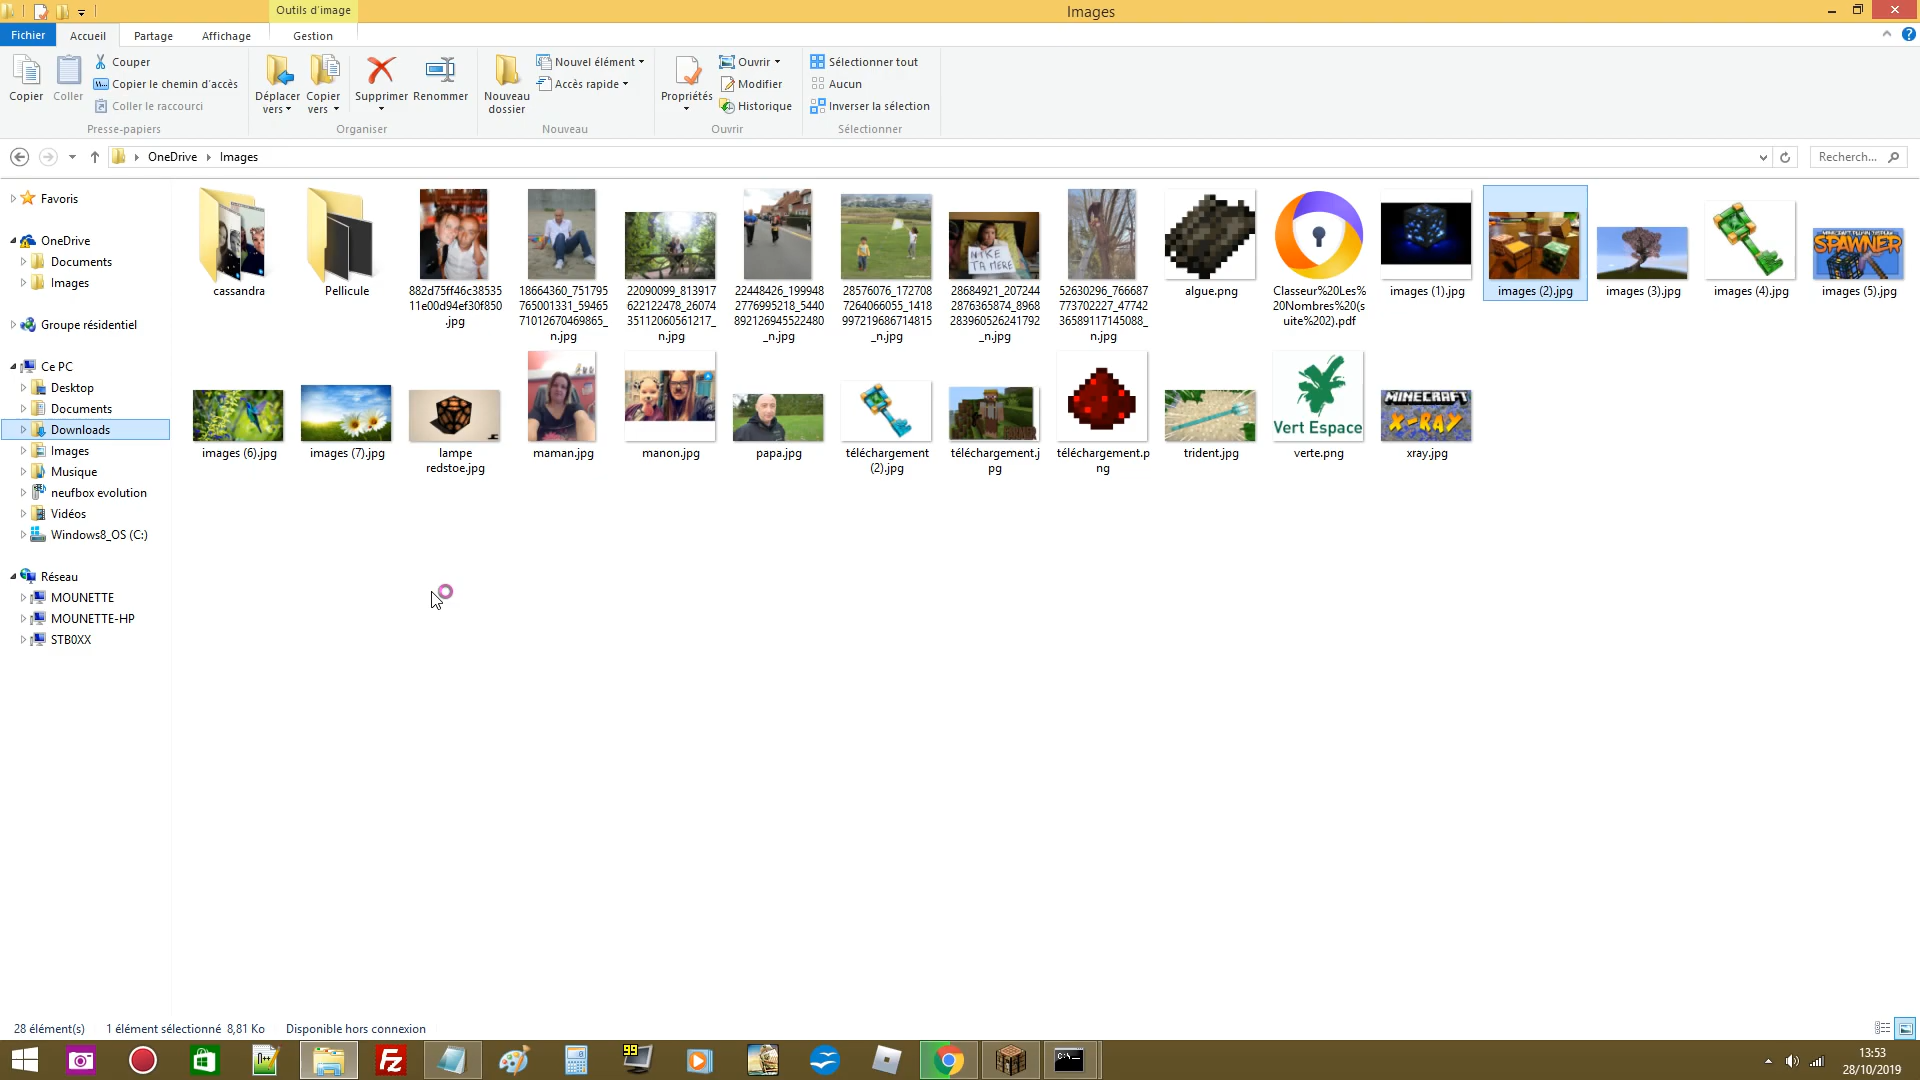 Outils d'image
Images
Fichier Accueil Partage Affichage Gestion
Copier
Coller
Couper
Copier le chemin d'accès
Coller le raccourci
Presse-papiers
Déplacer vers
Copier vers
Supprimer
Renommer
Organiser
Nouveau dossier
Nouvel élément
Accès rapide
Nouveau
Propriétés
Ouvrir
Modifier
Historique
Ouvrir
Sélectionner tout
Aucun
Inverser la sélection
Sélectionner
OneDrive Images
Recherch...
Favoris
OneDrive
Documents
Images
Groupe résidentiel
Ce PC
Desktop
Documents
Downloads
Images
Musique
neufbox evolution
Vidéos
Windows8_OS (C:)
Réseau
MOUNETTE
MOUNETTE-HP
STB0XX
cassandra
Pellicule
882d75ff46c38535
11e00d94ef30f850
.jpg
18664360_751795
765001331_59465
71012670469865_
n.jpg
22090099_813917
622122478_26074
35112060561217_
n.jpg
22448426_199948
2776995218_5440
892126945522480
_n.jpg
28576076_172708
7264066055_1418
997219686714815
_n.jpg
NIKE
TA MERE
28684921_207244
2876365874_8968
283960526241792
_n.jpg
52630296_766687
773702227_47742
36589117145088_
n.jpg
algue.png
Classeur%20Les%
20Nombres%20(s
uite%202).pdf
images (1).jpg
images (2).jpg
images (3).jpg
images (4).jpg
SPAWNER
images (5).jpg
images (6).jpg
images (7).jpg
lampe
redstoe.jpg
maman.jpg
manon.jpg
papa.jpg
téléchargement
(2).jpg
téléchargement.j
pg
téléchargement.p
ng
trident.jpg
Vert Espace
verte.png
MINECRAFT
X-RAY
xray.jpg
28 élément(s) 1 élément sélectionné 8,81 Ko Disponible hors connexion
99
C:\
13:53
28/10/2019